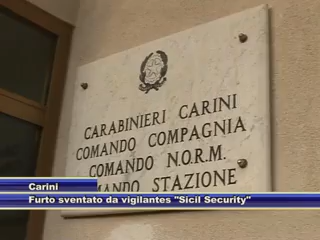 CARABINIERI CARINI
COMANDO COMPAGNIA
COMANDO N.O.R.M.
MANDO STAZIONE
Carini
Furto sventato da vigilantes "Sicil Security"